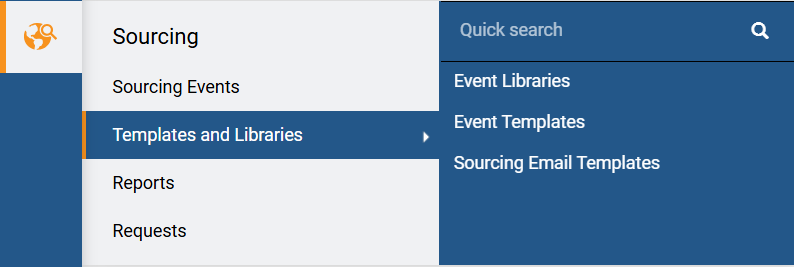 Sourcing
Sourcing Events
Templates and Libraries
Reports
Requests
Quick search
Event Libraries
Event Templates
Sourcing Email Templates